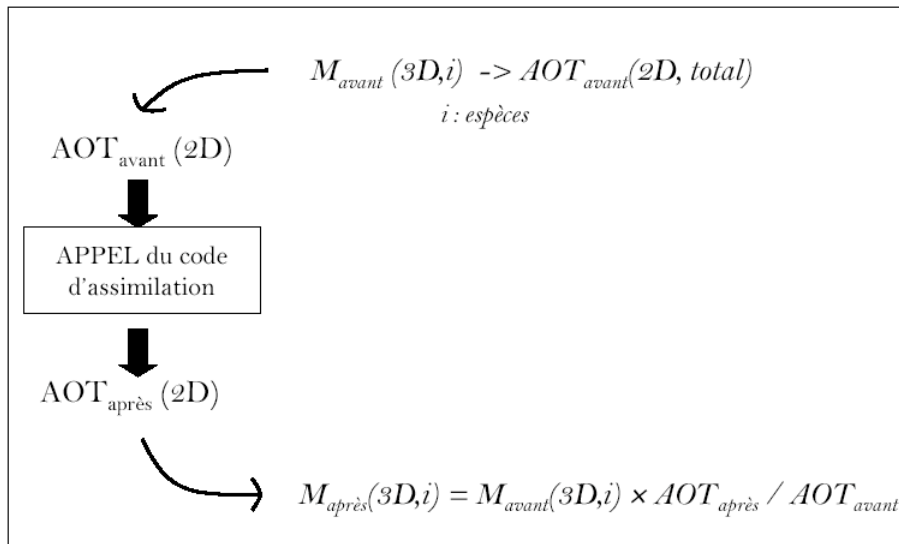 M_avant (3D,i) -> AOT_avant(2D, total)
i : espèces
AOT_avant (2D)
APPEL du code
d'assimilation
AOT_après (2D)
M_après(3D,i) = M_avant(3D,i) × AOT_après / AOT_avant